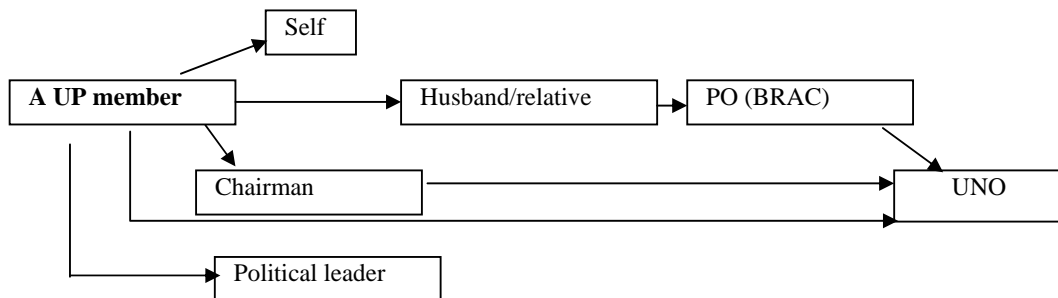 Self
A UP member
Husband/relative
PO (BRAC)
Chairman
UNO
Political leader